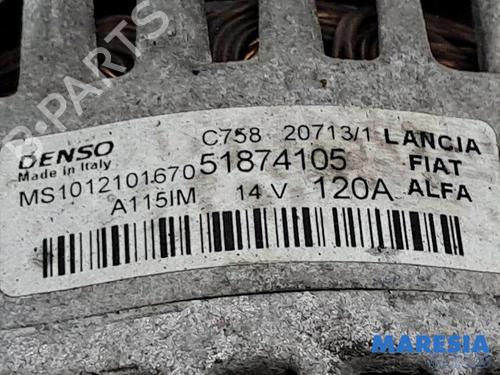 C758 20713/1 LANCIA
DENSO
Made in Italy
51874105 FIAT
MS1012101670
A115IM 14 V 120A ALFA
B-PARTS
MARESIA